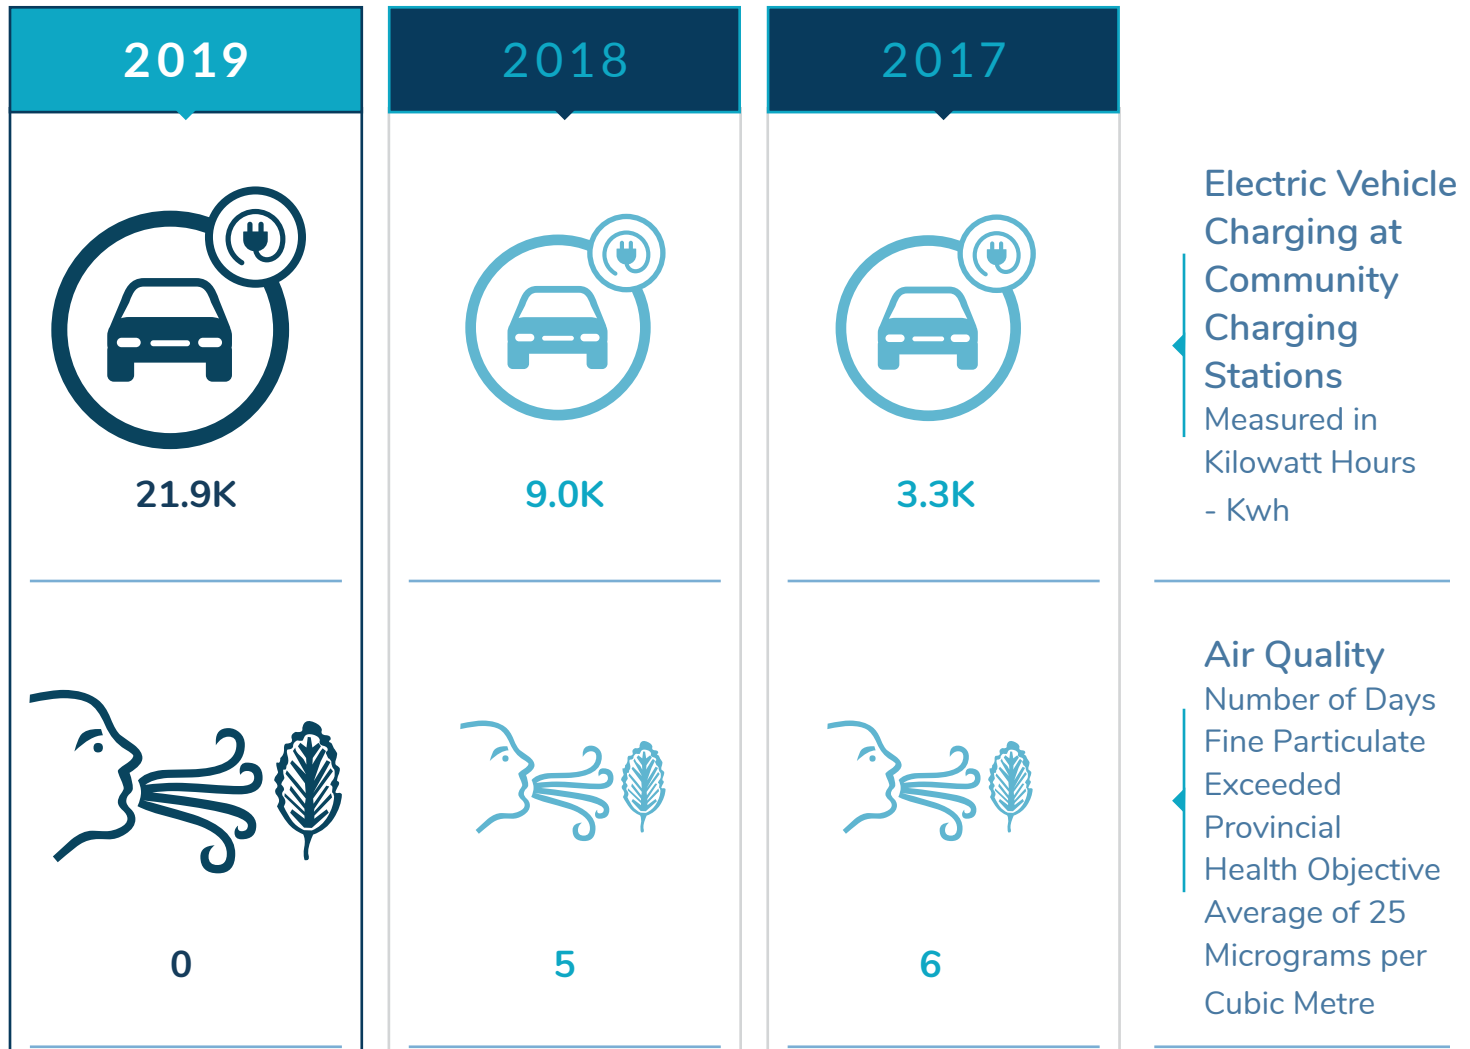 2019
2018
2017
Electric Vehicle
Charging at
Community
Charging
Stations
Measured in
Kilowatt Hours
- Kwh
21.9K
9.0K
3.3K
Air Quality
Number of Days
Fine Particulate
Exceeded
Provincial
Health Objective
Average of 25
Micrograms per
Cubic Metre
0
5
6